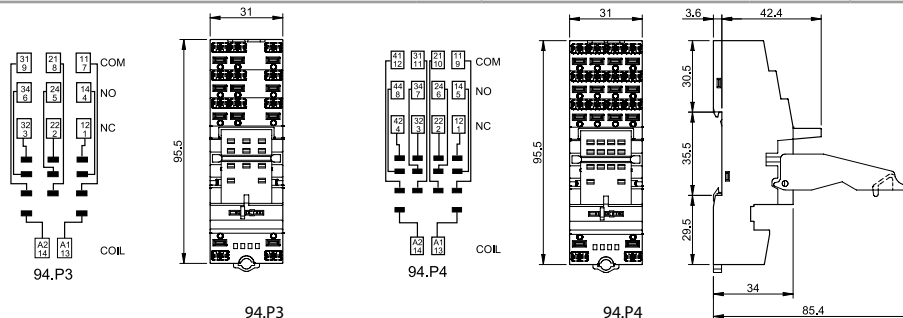 31 31 3.6 42.4
31 21 11 COM
9 8 7
34 24 14 NO
6 5 4
32 22 12 NC
3 2 1
A2 A1 COIL
14 13
94.P3
95.5
94.P3
41 31 21 11 COM
12 11 10 9
44 34 24 14 NO
8 7 6 5
42 32 22 12 NC
4 3 2 1
A2 A1 COIL
14 13
94.P4
95.5
94.P4
30.5
35.5
29.5
34
85.4